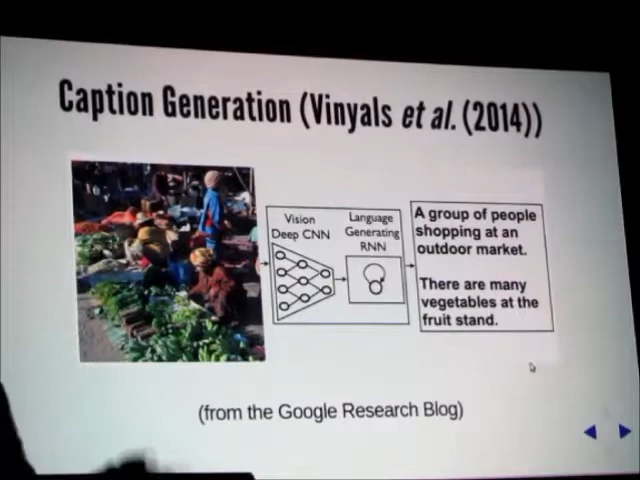 Caption Generation (Vinyals et al. (2014))
Vision
Deep CNN
Language
Generating
RNN
A group of people
shopping at an
outdoor market.
There are many
vegetables at the
fruit stand.
(from the Google Research Blog)